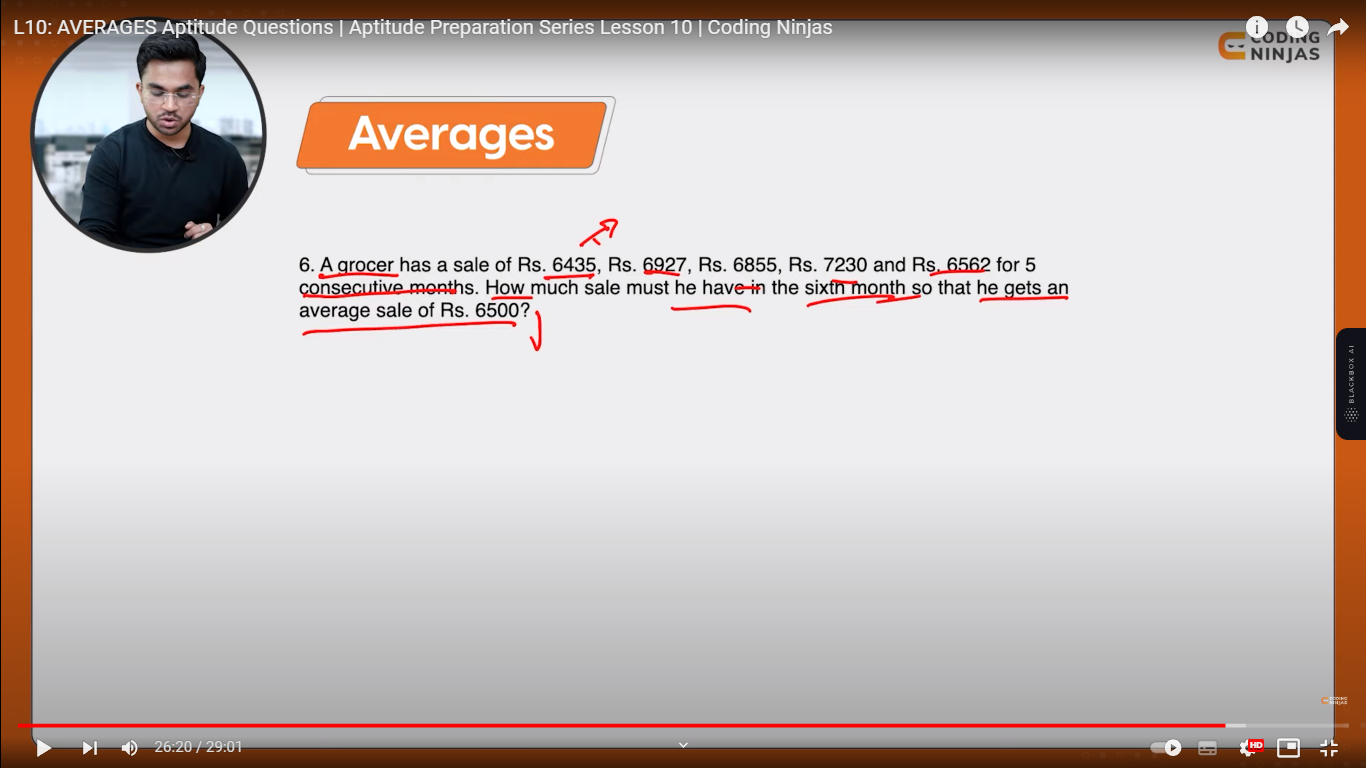 L10: AVERAGES Aptitude Questions | Aptitude Preparation Series Lesson 10 | Coding Ninjas
CODING
NINJAS
Averages
6. A grocer has a sale of Rs. 6435, Rs. 6927, Rs. 6855, Rs. 7230 and Rs. 6562 for 5
consecutive months. How much sale must he have in the sixth month so that he gets an
average sale of Rs. 6500?
BLACKBOX AI
CODING
NINJAS
26:20 / 29:01
HD